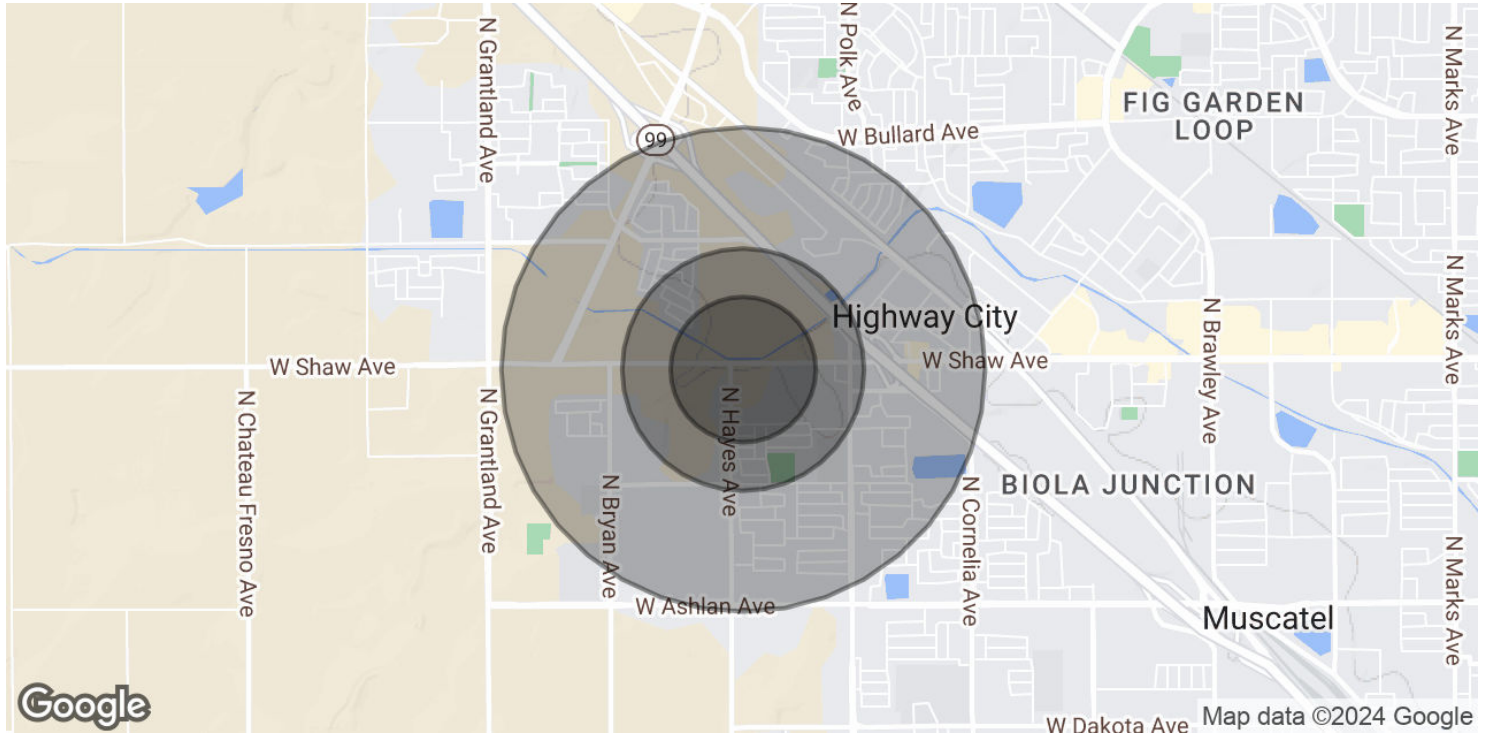 N Grantland Ave
N Polk Ave
N Marks Ave
99
W Bullard Ave
FIG GARDEN
LOOP
N Marks Ave
Highway City
W Shaw Ave
W Shaw Ave
N Brawley Ave
N Chateau Fresno Ave
N Grantland Ave
N Hayes Ave
N Bryan Ave
N Cornelia Ave
BIOLA JUNCTION
N Marks Ave
W Ashlan Ave
Muscatel
Google
W Dakota Ave
Map data ©2024 Google